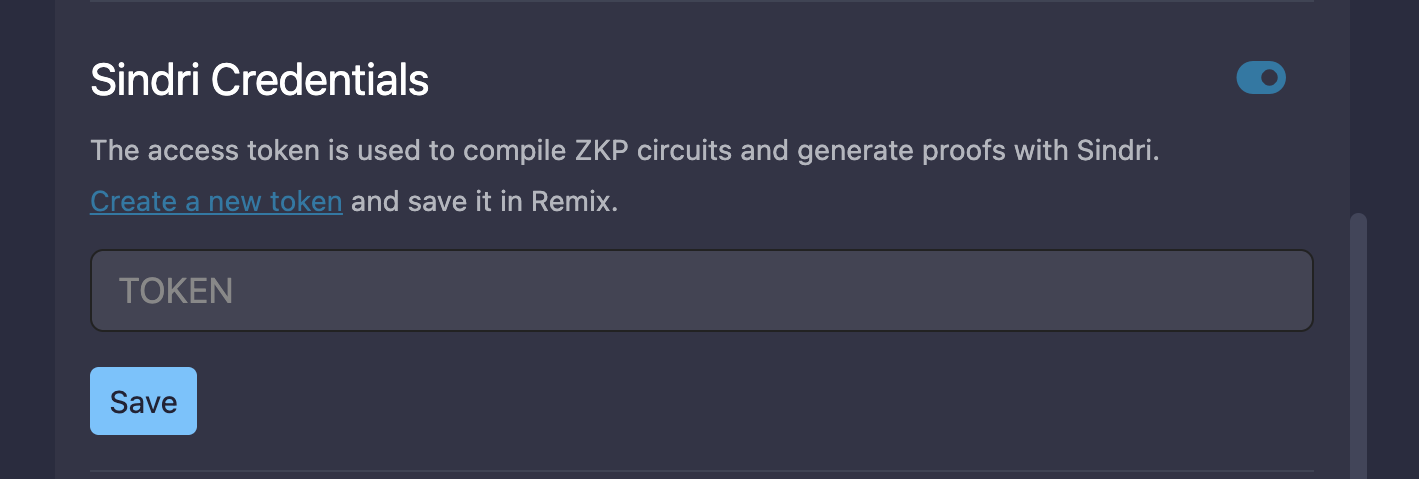 Sindri Credentials
The access token is used to compile ZKP circuits and generate proofs with Sindri.
Create a new token and save it in Remix.
TOKEN
Save